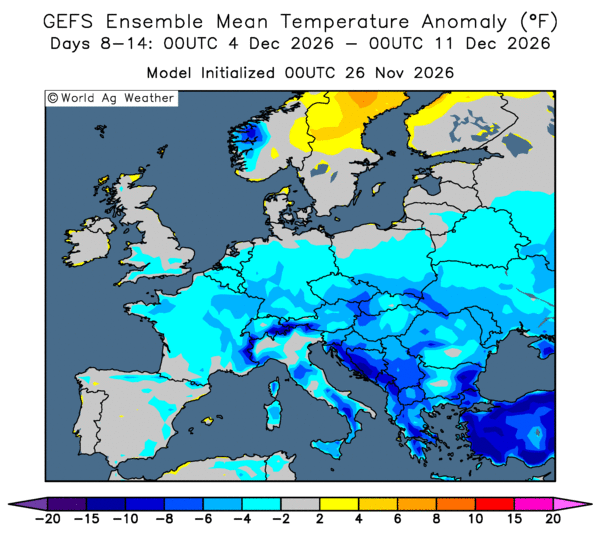 GEFS Ensemble Mean Temperature Anomaly (°F)
Days 8-14: 00UTC 4 Dec 2026 - 00UTC 11 Dec 2026
Model Initialized 00UTC 26 Nov 2026
© World Ag Weather
-20 -15 -10 -8 -6 -4 -2 2 4 6 8 10 15 20